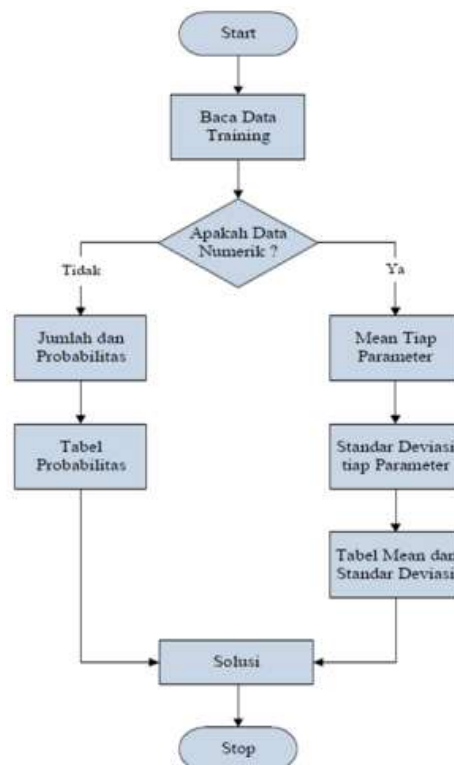 Start
Baca Data
Training
Apakah Data
Numerik ?
Tidak
Ya
Jumlah dan
Probabilitas
Mean Tiap
Parameter
Tabel
Probabilitas
Standar Deviasi
tiap Parameter
Tabel Mean dan
Standar Deviasi
Solusi
Stop